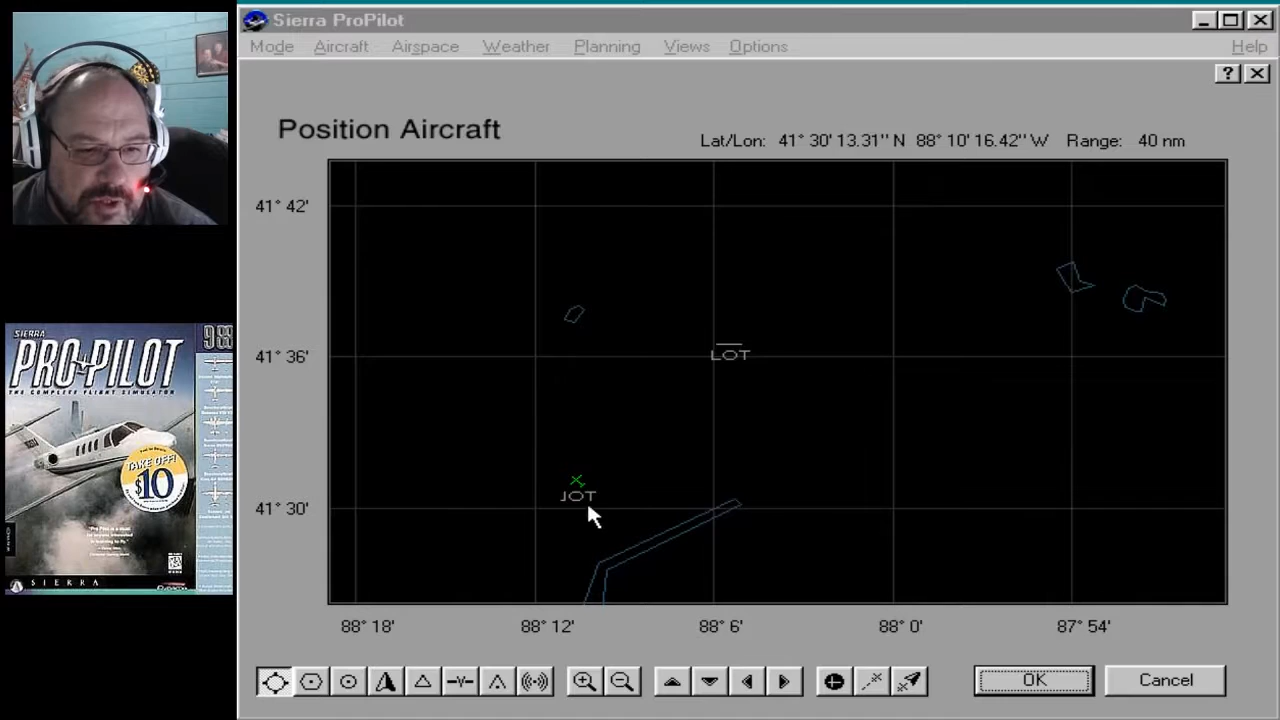 Sierra ProPilot
Mode Aircraft Airspace Weather Planning Views Options Help
Position Aircraft
Lat/Lon: 41° 30' 13.31'' N 88° 10' 16.42'' W Range: 40 nm
41° 42'
41° 36'
41° 30'
LOT
JOT
88° 18' 88° 12' 88° 6' 88° 0' 87° 54'
OK Cancel
SIERRA
PRO PILOT
THE COMPLETE FLIGHT SIMULATOR
TAKE OFF!
$10
SIERRA